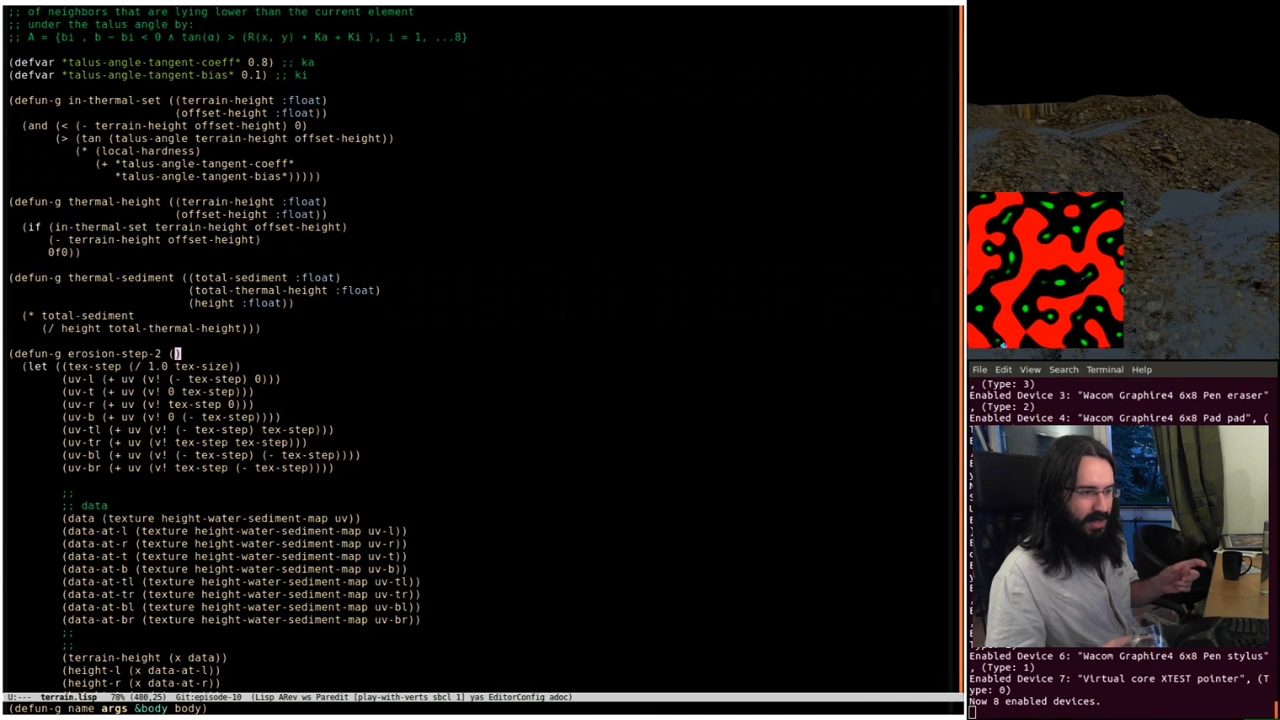 ;; of neighbors that are lying lower than the current element
;; under the talus angle by:
;; A = {bi , b − bi < 0 ∧ tan(α) > (R(x, y) ∗ Ka + Ki ), i = 1, ...8}
(defvar *talus-angle-tangent-coeff* 0.8) ;; ka
(defvar *talus-angle-tangent-bias* 0.1) ;; ki
(defun-g in-thermal-set ((terrain-height :float)
(offset-height :float))
(and (< (- terrain-height offset-height) 0)
(> (tan (talus-angle terrain-height offset-height))
(* (local-hardness)
(+ *talus-angle-tangent-coeff*
*talus-angle-tangent-bias*)))))
(defun-g thermal-height ((terrain-height :float)
(offset-height :float))
(if (in-thermal-set terrain-height offset-height)
(- terrain-height offset-height)
0f0))
(defun-g thermal-sediment ((total-sediment :float)
(total-thermal-height :float)
(height :float))
(* total-sediment
(/ height total-thermal-height)))
(defun-g erosion-step-2 ()
(let ((tex-step (/ 1.0 tex-size))
(uv-l (+ uv (v! (- tex-step) 0)))
(uv-t (+ uv (v! 0 tex-step)))
(uv-r (+ uv (v! tex-step 0)))
(uv-b (+ uv (v! 0 (- tex-step))))
(uv-tl (+ uv (v! (- tex-step) tex-step)))
(uv-tr (+ uv (v! tex-step tex-step)))
(uv-bl (+ uv (v! (- tex-step) (- tex-step))))
(uv-br (+ uv (v! tex-step (- tex-step))))
;;
;; data
(data (texture height-water-sediment-map uv))
(data-at-l (texture height-water-sediment-map uv-l))
(data-at-r (texture height-water-sediment-map uv-r))
(data-at-t (texture height-water-sediment-map uv-t))
(data-at-b (texture height-water-sediment-map uv-b))
(data-at-tl (texture height-water-sediment-map uv-tl))
(data-at-tr (texture height-water-sediment-map uv-tr))
(data-at-bl (texture height-water-sediment-map uv-bl))
(data-at-br (texture height-water-sediment-map uv-br))
;;
;;
(terrain-height (x data))
(height-l (x data-at-l))
(height-r (x data-at-r))
U:--- terrain.lisp 78% (480,25) Git:episode-10 (Lisp ARev ws Paredit [play-with-verts sbcl 1] yas EditorConfig adoc)
(defun-g name args &body body)
File Edit View Search Terminal Help
, (Type: 3)
Enabled Device 3: "Wacom Graphire4 6x8 Pen eraser"
, (Type: 2)
Enabled Device 4: "Wacom Graphire4 6x8 Pad pad", (
Enabled Device 6: "Wacom Graphire4 6x8 Pen stylus"
, (Type: 1)
Enabled Device 7: "Virtual core XTEST pointer", (T
ype: 0)
Now 8 enabled devices.